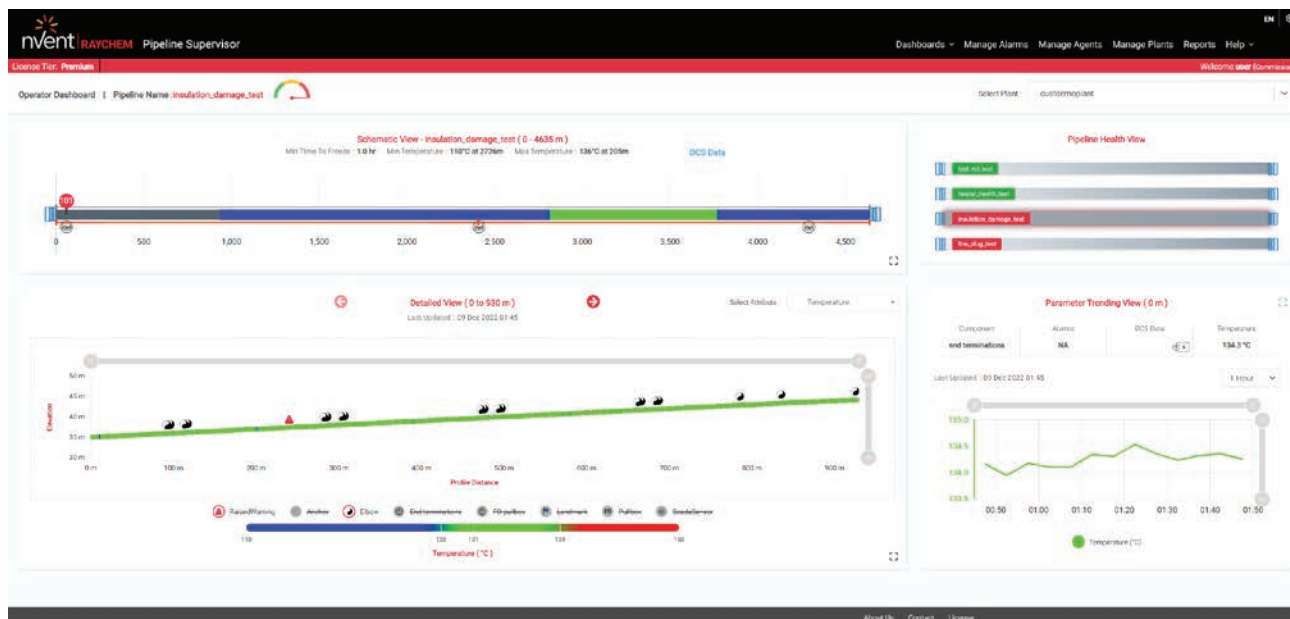 EN
nVent RAYCHEM Pipeline Supervisor
Dashboards Manage Alarms Manage Agents Manage Plants Reports Help
License Tier: Premium
Welcome user
Operator Dashboard | Pipeline Name :insulation_damage_test
Select Plant :
Schematic View - insulation_damage_test ( 0 - 4635 m )
Min Time To Freeze : 1.0 hr Min Temperature : 110°C at 2726m Max Temperature : 136°C at 205m
DCS Data
101
0 500 1,000 1,500 2,000 2,500 3,000 3,500 4,000 4,500
Pipeline Health View
insulation_damage_test
Detailed View ( 0 to 930 m )
Last Updated : 09 Dec 2022 01:45
Select Attribute : Temperature
50 m
45 m
40 m
Elevation
0 m 100 m 200 m 300 m 400 m 500 m 600 m 700 m 800 m 900 m
Profile Distance
RaisedWarning Anchor Elbow End terminations PD pullbox Landmark Pullbox
Temperature ( °C )
Parameter Trending View ( 0 m )
Component Alarms DCS Data Temperature
end terminations NA 134.3 °C
Last Updated : 09 Dec 2022 01:45
1 Hour
134.5
134.0
00:50 01:00 01:10 01:20 01:30 01:40 01:50
Temperature (°C)
About Us Contact License